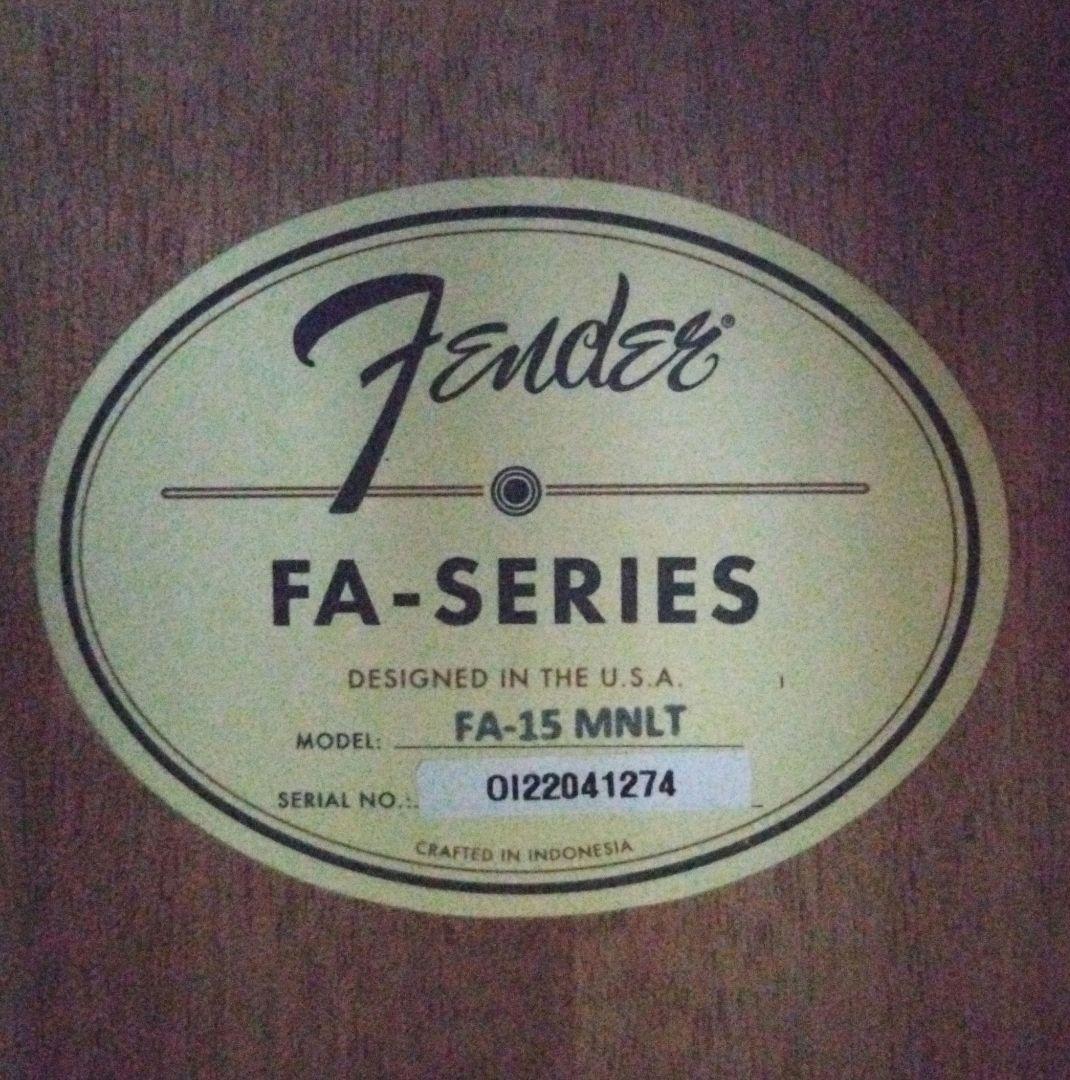 Fender®
FA-SERIES
DESIGNED IN THE U.S.A.
MODEL: FA-15 MNLT
SERIAL NO.: OI22041274
CRAFTED IN INDONESIA